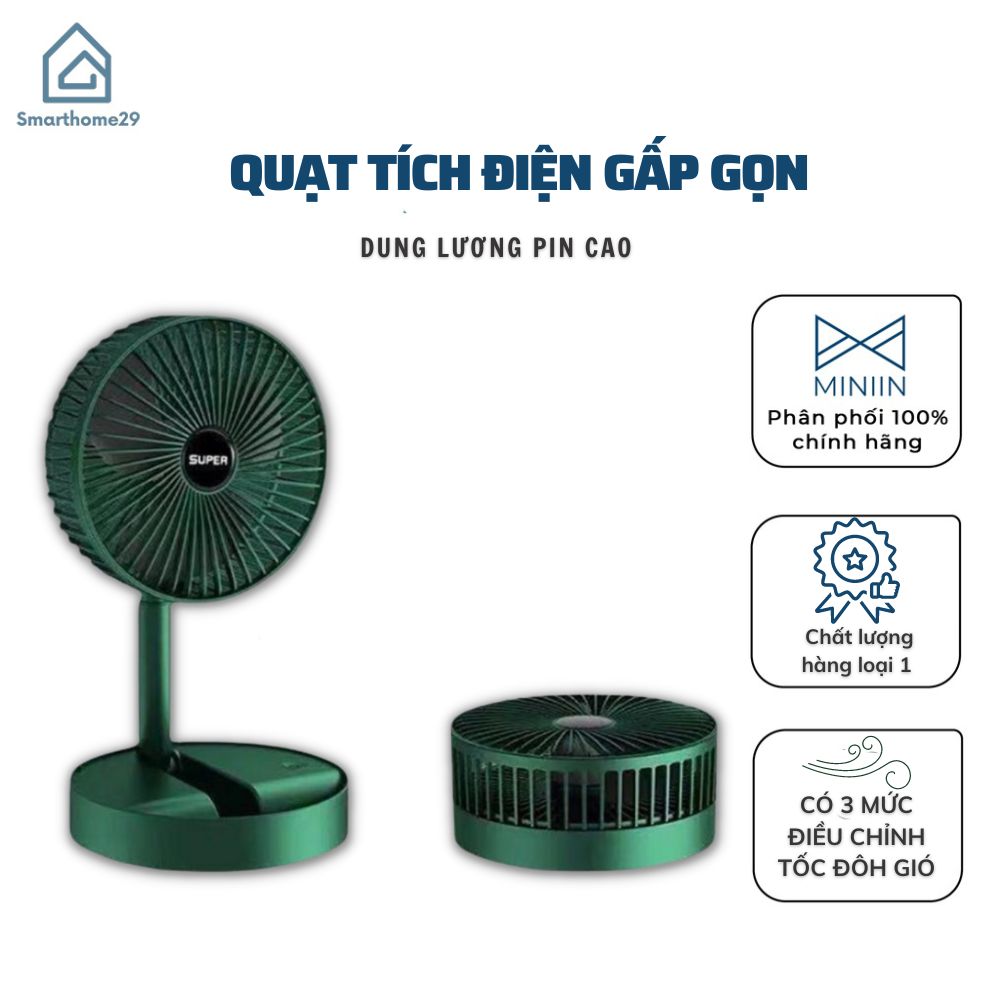 Smarthome29
QUẠT TÍCH ĐIỆN GẤP GỌN
DUNG LƯƠNG PIN CAO
SUPER
MINIIN
Phân phối 100%
chính hãng
Chất lượng
hàng loại 1
CÓ 3 MỨC
ĐIỀU CHỈNH
TỐC ĐÔH GIÓ